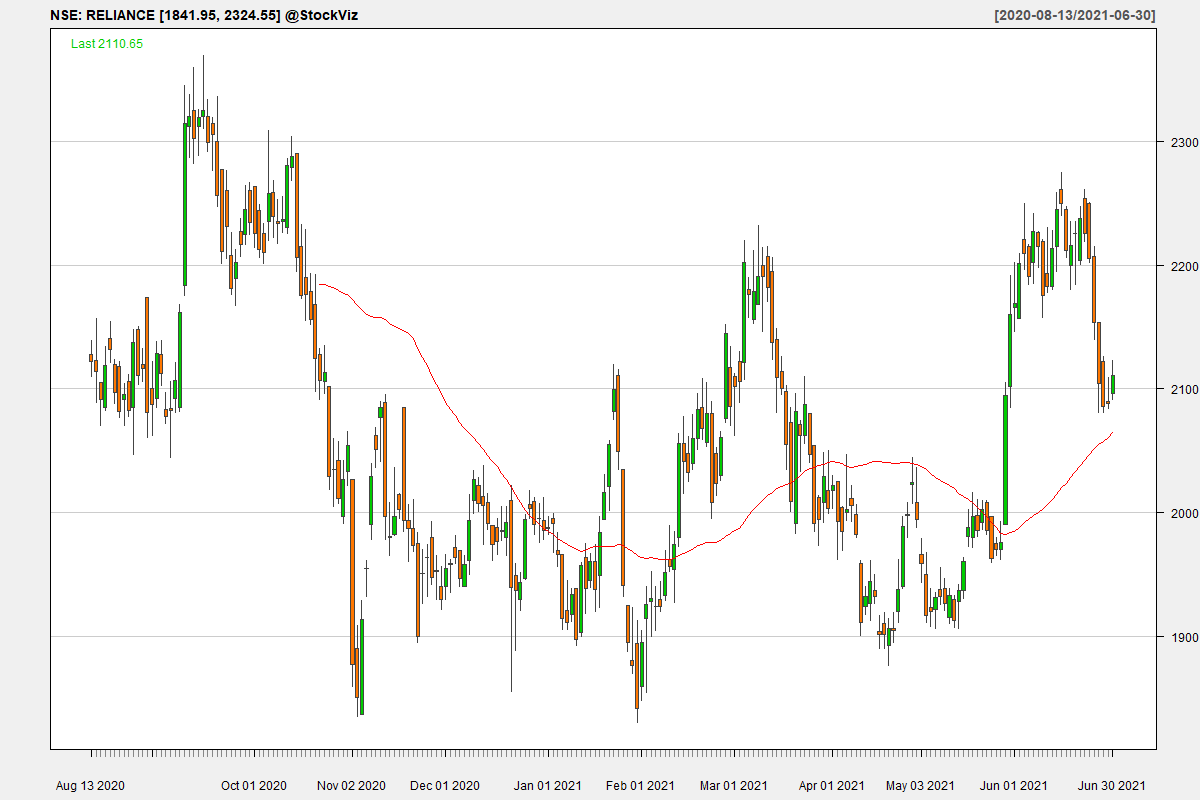 NSE: RELIANCE [1841.95, 2324.55] @StockViz
[2020-08-13/2021-06-30]
Last 2110.65
2300
2200
2100
2000
1900
Aug 13 2020
Oct 01 2020
Nov 02 2020
Dec 01 2020
Jan 01 2021
Feb 01 2021
Mar 01 2021
Apr 01 2021
May 03 2021
Jun 01 2021
Jun 30 2021